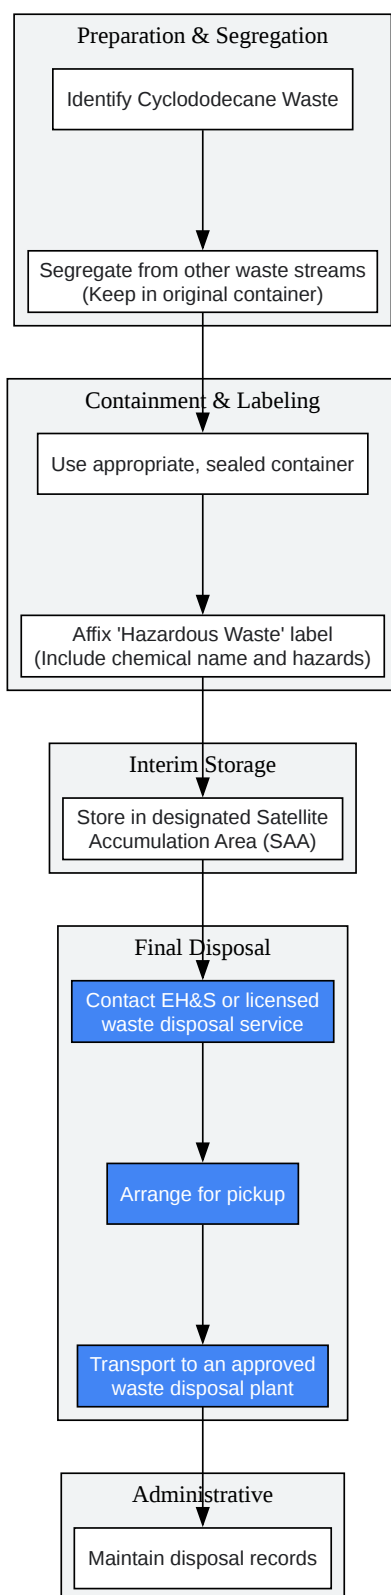 Preparation & Segregation
Identify Cyclododecane Waste
Segregate from other waste streams
(Keep in original container)
Containment & Labeling
Use appropriate, sealed container
Affix 'Hazardous Waste' label
(Include chemical name and hazards)
Interim Storage
Store in designated Satellite
Accumulation Area (SAA)
Final Disposal
Contact EH&S or licensed
waste disposal service
Arrange for pickup
Transport to an approved
waste disposal plant
Administrative
Maintain disposal records